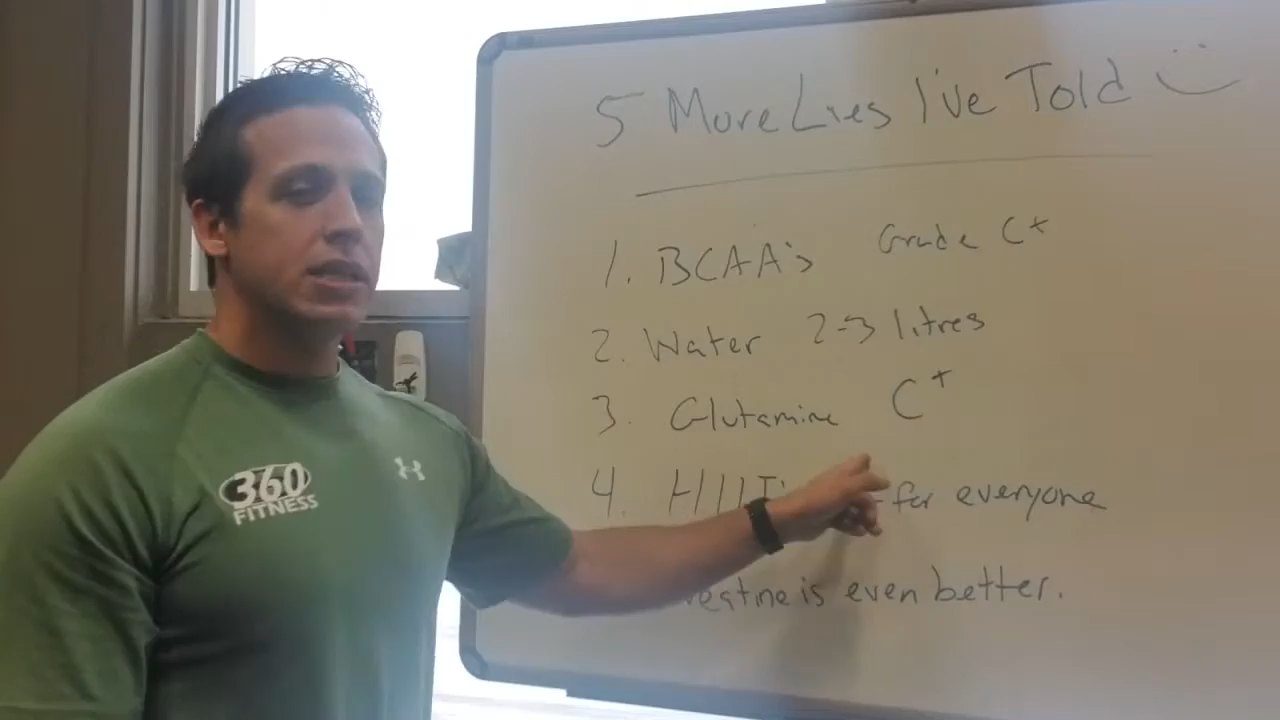 5 More Lies I've Told
1. BCAA's Grade C+
2. Water 2-3 litres
3. Glutamine C+
4. HIIT for everyone
is even better.
360
FITNESS